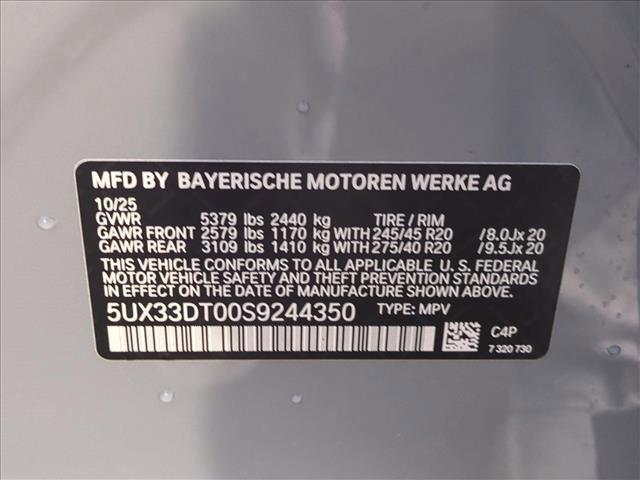 MFD BY BAYERISCHE MOTOREN WERKE AG
10/25
GVWR 5379 lbs 2440 kg TIRE / RIM
GAWR FRONT 2579 lbs 1170 kg WITH 245/45 R20 /8.0Jx 20
GAWR REAR 3109 lbs 1410 kg WITH 275/40 R20 /9.5Jx 20
THIS VEHICLE CONFORMS TO ALL APPLICABLE U. S. FEDERAL
MOTOR VEHICLE SAFETY AND THEFT PREVENTION STANDARDS
IN EFFECT ON THE DATE OF MANUFACTURE SHOWN ABOVE.
5UX33DT00S9244350 TYPE: MPV
C4P
7 320 730